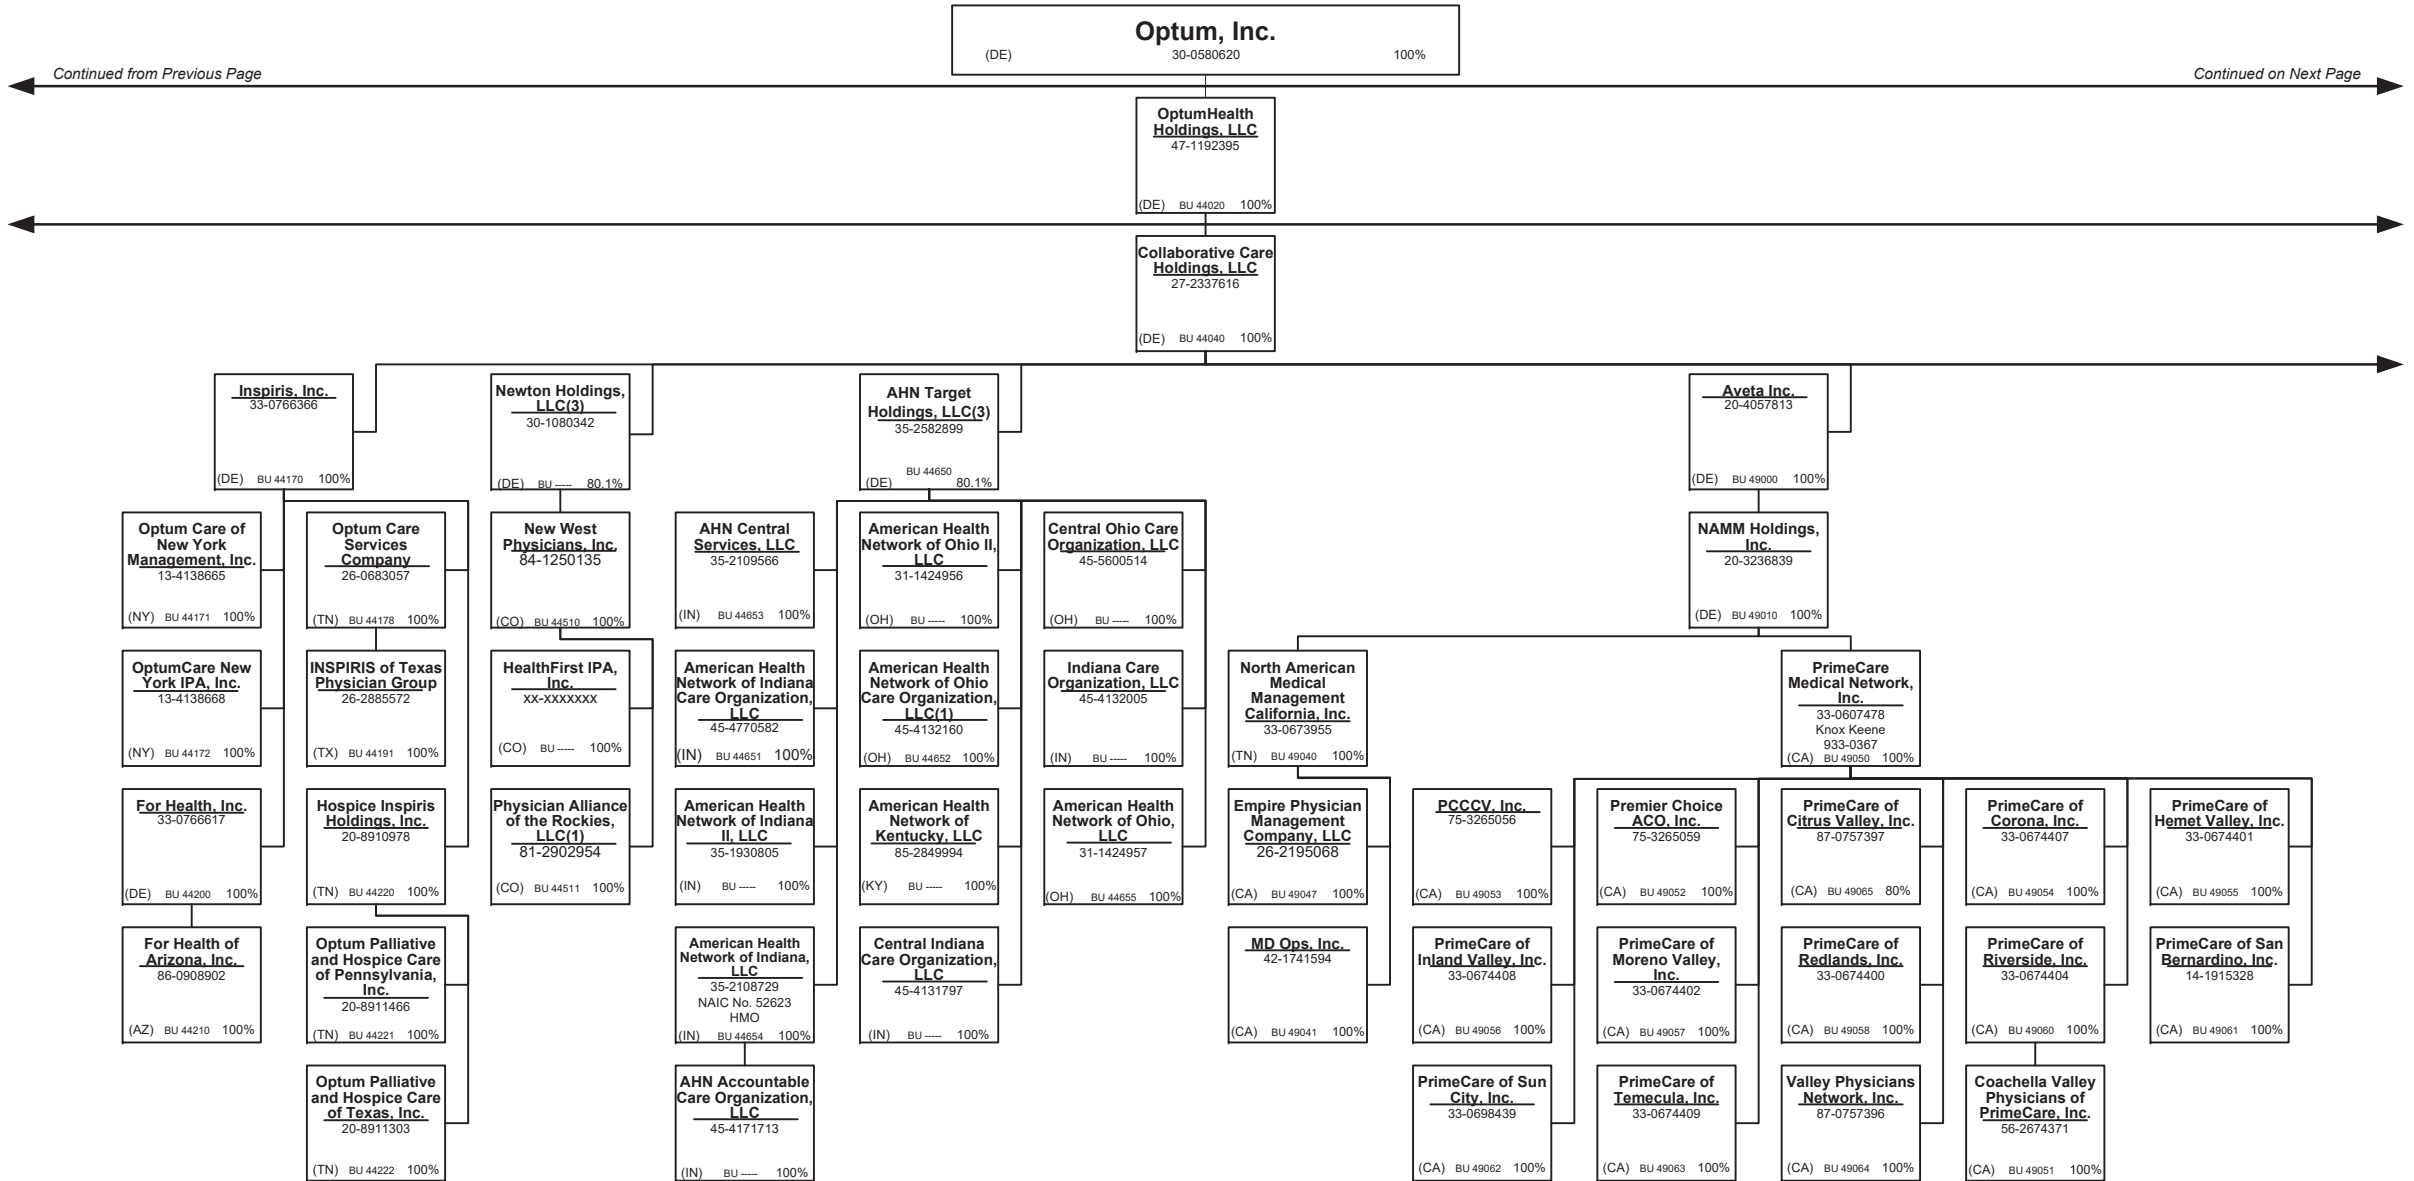 Optum, Inc.
(DE) 30-0580620 100%
Continued from Previous Page
Continued on Next Page
OptumHealth
Holdings, LLC
47-1192395
(DE) BU 44020 100%
Collaborative Care
Holdings, LLC
27-2337616
(DE) BU 44040 100%
Inspiris, Inc.
33-0766366
(DE) BU 44170 100%
Newton Holdings,
LLC(3)
30-1080342
(DE) BU ----- 80.1%
AHN Target
Holdings, LLC(3)
35-2582899
BU 44650
(DE) 80.1%
Aveta Inc.
20-4057813
(DE) BU 49000 100%
Optum Care of
New York
Management, Inc.
13-4138665
(NY) BU 44171 100%
Optum Care
Services
Company
26-0683057
(TN) BU 44178 100%
New West
Physicians, Inc.
84-1250135
(CO) BU 44510 100%
AHN Central
Services, LLC
35-2109566
(IN) BU 44653 100%
American Health
Network of Ohio II,
LLC
31-1424956
(OH) BU ----- 100%
Central Ohio Care
Organization, LLC
45-5600514
(OH) BU ----- 100%
NAMM Holdings,
Inc.
20-3236839
(DE) BU 49010 100%
OptumCare New
York IPA, Inc.
13-4138668
(NY) BU 44172 100%
INSPIRIS of Texas
Physician Group
26-2885572
(TX) BU 44191 100%
HealthFirst IPA,
Inc.
xx-xxxxxxx
(CO) BU ----- 100%
American Health
Network of Indiana
Care Organization,
LLC
45-4770582
(IN) BU 44651 100%
American Health
Network of Ohio
Care Organization,
LLC(1)
45-4132160
(OH) BU 44652 100%
Indiana Care
Organization, LLC
45-4132005
(IN) BU ----- 100%
North American
Medical
Management
California, Inc.
33-0673955
(TN) BU 49040 100%
PrimeCare
Medical Network,
Inc.
33-0607478
Knox Keene
933-0367
(CA) BU 49050 100%
For Health, Inc.
33-0766617
(DE) BU 44200 100%
Hospice Inspiris
Holdings, Inc.
20-8910978
(TN) BU 44220 100%
Physician Alliance
of the Rockies,
LLC(1)
81-2902954
(CO) BU 44511 100%
American Health
Network of Indiana
II, LLC
35-1930805
(IN) BU ----- 100%
American Health
Network of
Kentucky, LLC
85-2849994
(KY) BU ----- 100%
American Health
Network of Ohio,
LLC
31-1424957
(OH) BU 44655 100%
Empire Physician
Management
Company, LLC
26-2195068
(CA) BU 49047 100%
PCCCV, Inc.
75-3265056
(CA) BU 49053 100%
Premier Choice
ACO, Inc.
75-3265059
(CA) BU 49052 100%
PrimeCare of
Citrus Valley, Inc.
87-0757397
(CA) BU 49065 80%
PrimeCare of
Corona, Inc.
33-0674407
(CA) BU 49054 100%
PrimeCare of
Hemet Valley, Inc.
33-0674401
(CA) BU 49055 100%
For Health of
Arizona, Inc.
86-0908902
(AZ) BU 44210 100%
Optum Palliative
and Hospice Care
of Pennsylvania,
Inc.
20-8911466
(TN) BU 44221 100%
American Health
Network of Indiana,
LLC
35-2108729
NAIC No. 52623
HMO
(IN) BU 44654 100%
Central Indiana
Care Organization,
LLC
45-4131797
(IN) BU ----- 100%
MD Ops, Inc.
42-1741594
(CA) BU 49041 100%
PrimeCare of
Inland Valley, Inc.
33-0674408
(CA) BU 49056 100%
PrimeCare of
Moreno Valley,
Inc.
33-0674402
(CA) BU 49057 100%
PrimeCare of
Redlands, Inc.
33-0674400
(CA) BU 49058 100%
PrimeCare of
Riverside, Inc.
33-0674404
(CA) BU 49060 100%
PrimeCare of San
Bernardino, Inc.
14-1915328
(CA) BU 49061 100%
Optum Palliative
and Hospice Care
of Texas, Inc.
20-8911303
(TN) BU 44222 100%
AHN Accountable
Care Organization,
LLC
45-4171713
(IN) BU ----- 100%
PrimeCare of Sun
City, Inc.
33-0698439
(CA) BU 49062 100%
PrimeCare of
Temecula, Inc.
33-0674409
(CA) BU 49063 100%
Valley Physicians
Network, Inc.
87-0757396
(CA) BU 49064 100%
Coachella Valley
Physicians of
PrimeCare, Inc.
56-2674371
(CA) BU 49051 100%